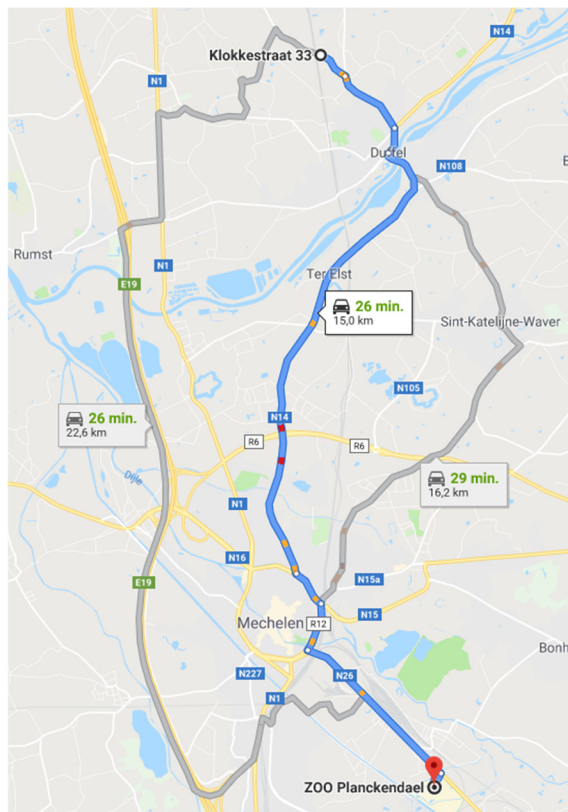 N14
Klokkestraat 33
N1
Duffel
N108
Rumst
N1
Ter Elst
E19
26 min.
15,0 km
Sint-Katelijne-Waver
N105
26 min.
22,6 km
N14
R6
R6
29 min.
16,2 km
Dijle
N1
N16
E19
N15a
N15
Mechelen
R12
Bonh
N227
N26
N1
ZOO Planckendael